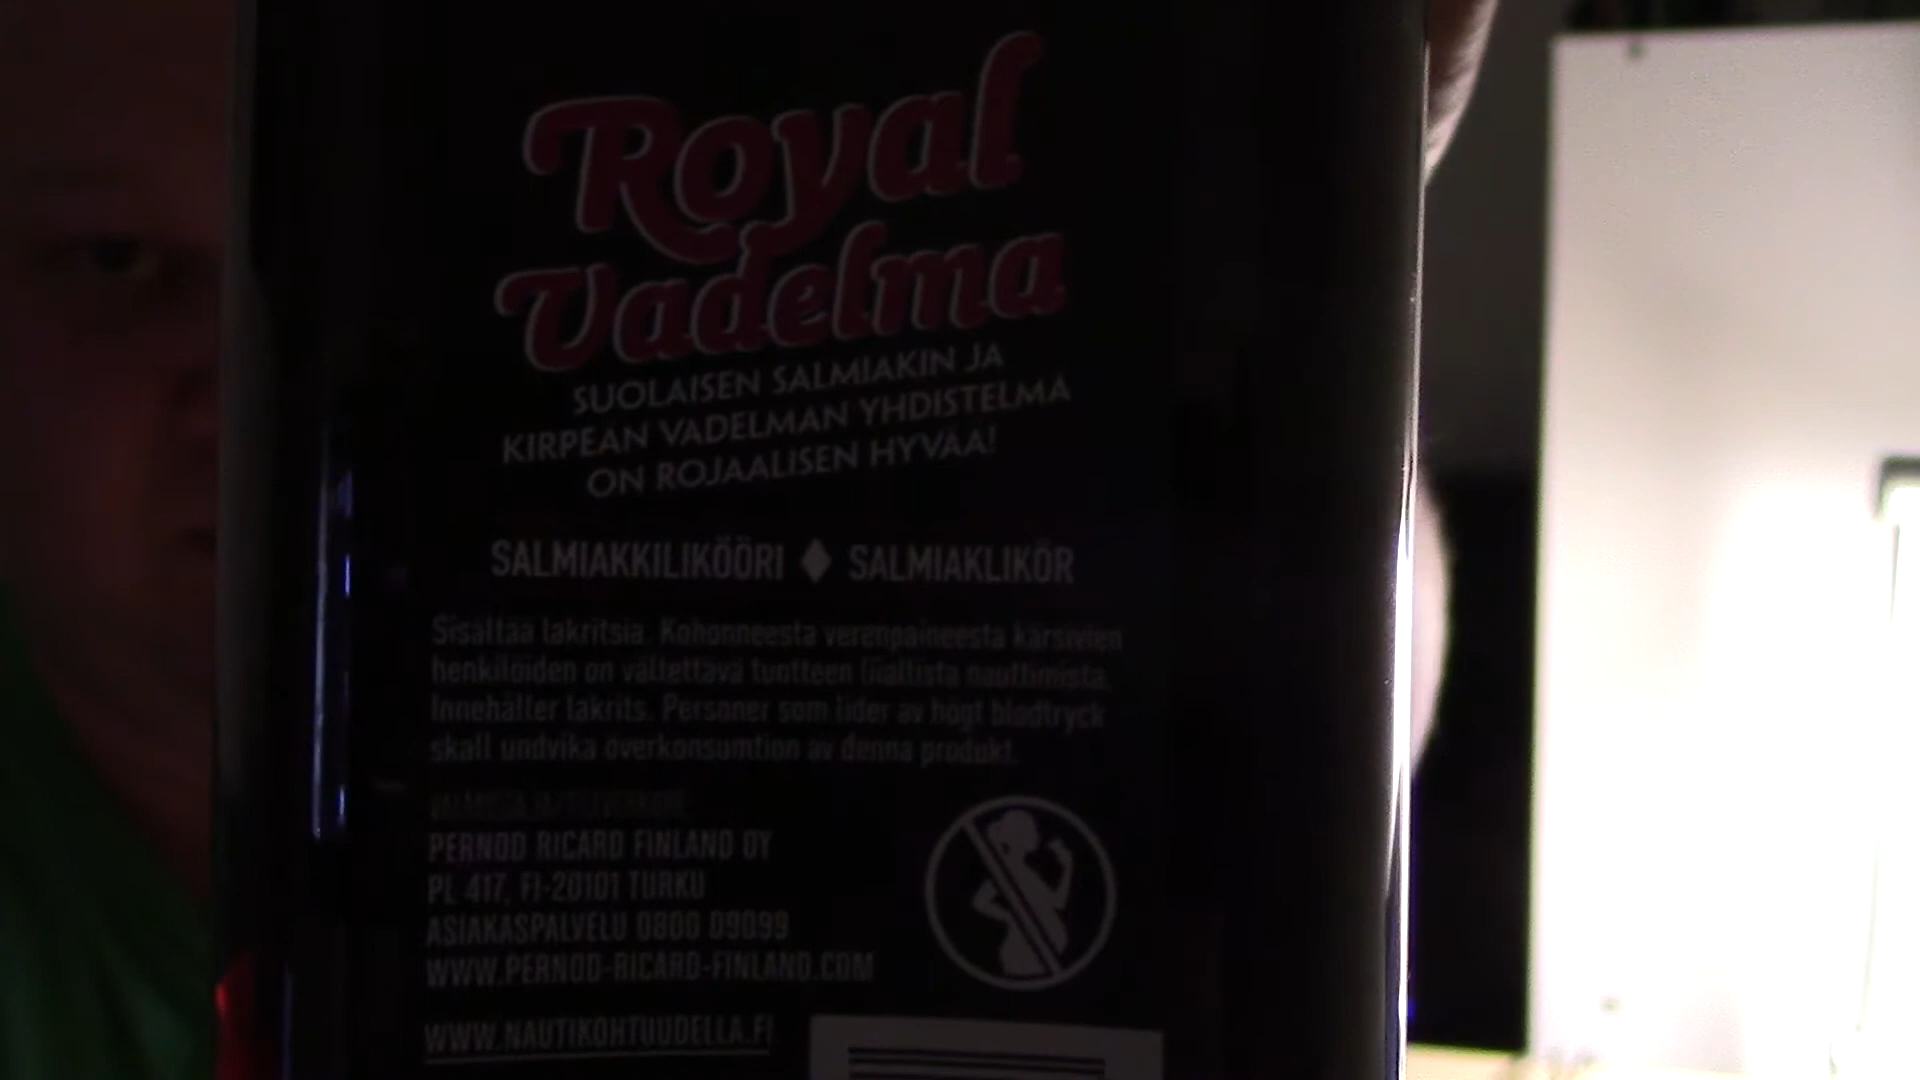 Royal
Vadelma
SUOLAISEN SALMIAKIN JA
KIRPEÄN VADELMAN YHDISTELMÄ
ON ROJAALISEN HYVÄÄ!
SALMIAKKILIKÖÖRI ♦ SALMIAKLIKÖR
Sisältää lakritsia. Kohonneesta verenpaineesta kärsivien
henkilöiden on vältettävä tuotteen liiallista nauttimista.
Innehåller lakrits. Personer som lider av högt blodtryck
skall undvika överkonsumtion av denna produkt.
PERNOD RICARD FINLAND OY
PL 417, FI-20101 TURKU
ASIAKASPALVELU 0800 09099
WWW.PERNOD-RICARD-FINLAND.COM
WWW.NAUTIKOHTUUDELLA.FI